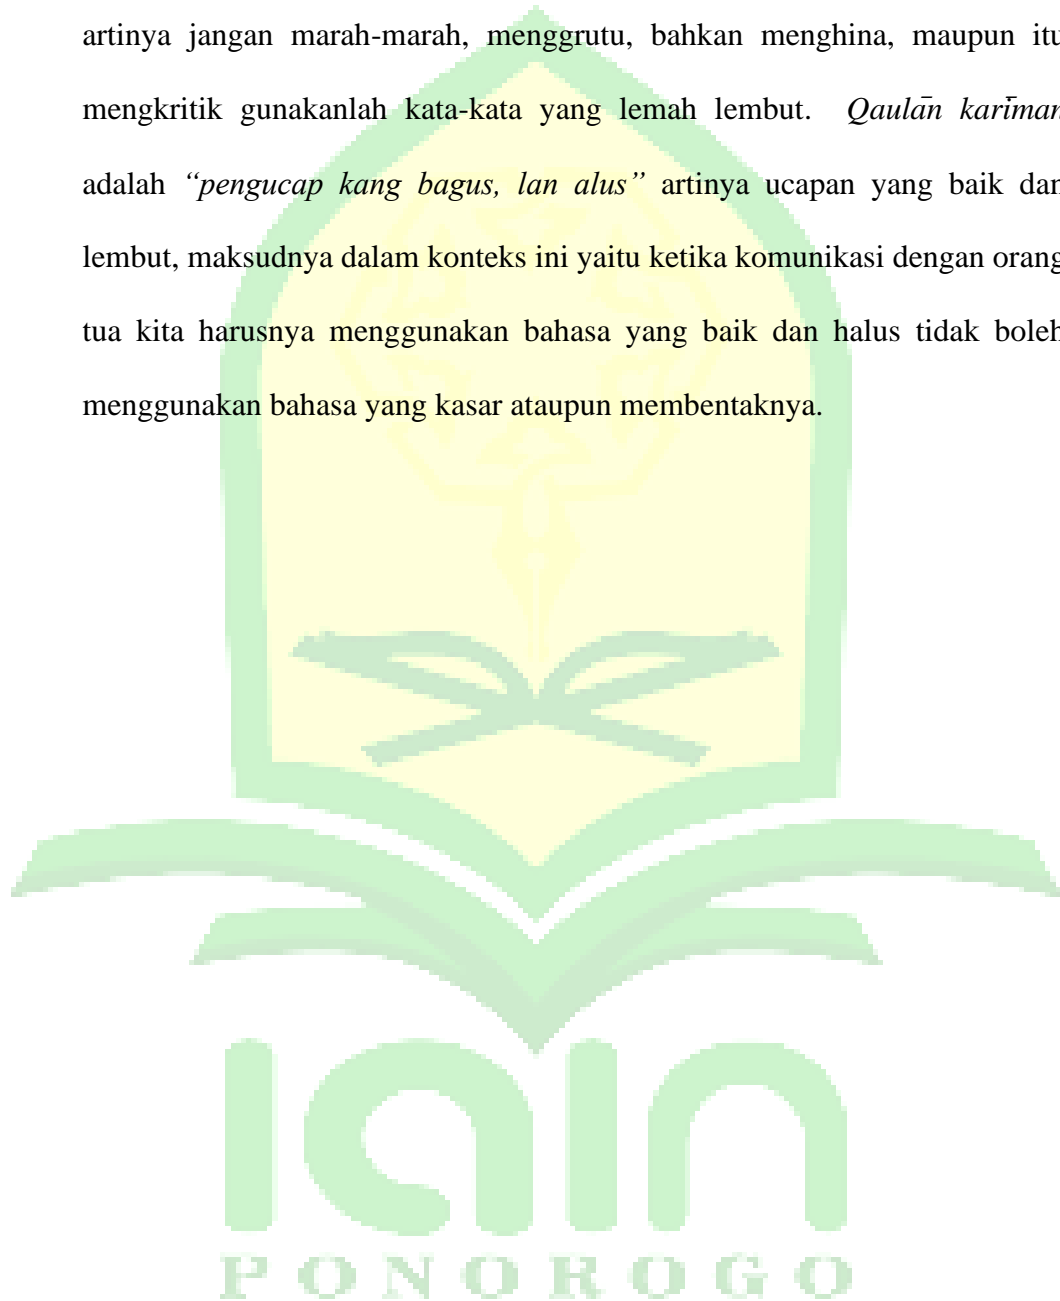 artinya jangan marah-marah, menggrutu, bahkan menghina, maupun itu
mengkritik gunakanlah kata-kata yang lemah lembut. Qaulān karīman
adalah “pengucap kang bagus, lan alus” artinya ucapan yang baik dan
lembut, maksudnya dalam konteks ini yaitu ketika komunikasi dengan orang
tua kita harusnya menggunakan bahasa yang baik dan halus tidak boleh
menggunakan bahasa yang kasar ataupun membentaknya.
iain
PONOROGO